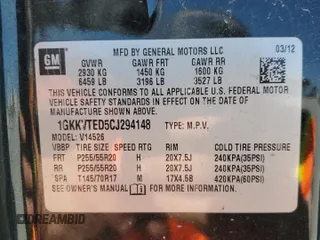 GM MFD BY GENERAL MOTORS LLC 03/12
GVWR GAWR FRT GAWR RR
2930 KG 1450 KG 1600 KG
6459 LB 3196 LB 3527 LB
THIS VEHICLE CONFORMS TO ALL APPLICABLE U.S. FEDERAL MOTOR
VEHICLE SAFETY STANDARDS IN EFFECT ON THE DATE
OF MANUFACTURE SHOWN ABOVE.
TYPE: M.P.V.
MODEL: V14526
VBBP TIRE SIZE SPEED RTG RIM COLD TIRE PRESSURE
FRT P255/55R20 H 20X7.5J 240KPA(35PSI)
RR P255/55R20 H 20X7.5J 240KPA(35PSI)
SPA T145/70R17 M 17X4.5B 420KPA(60PSI)
SEE OWNER'S MANUAL FOR ADDITIONAL INFORMATION.